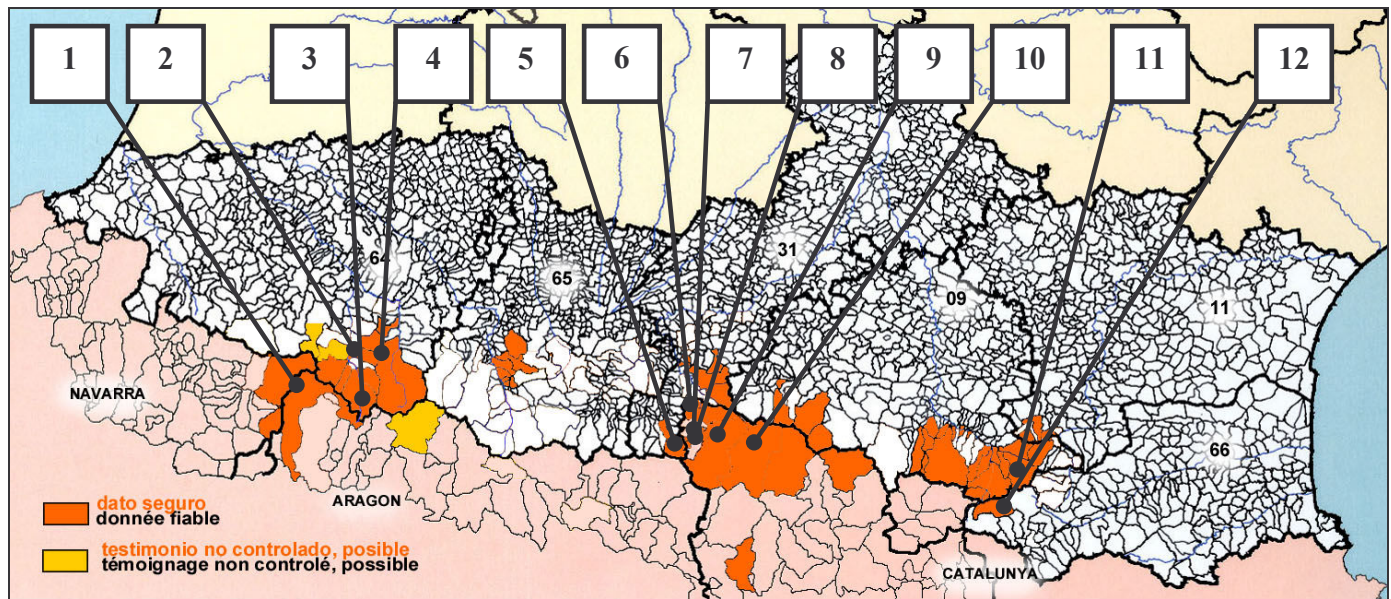 1 2 3 4 5 6 7 8 9 10 11 12
64
65
31
09
11
66
NAVARRA
ARAGON
CATALUNYA
dato seguro
donnée fiable
testimonio no controlado, posible
témoignage non contrôlé, possible